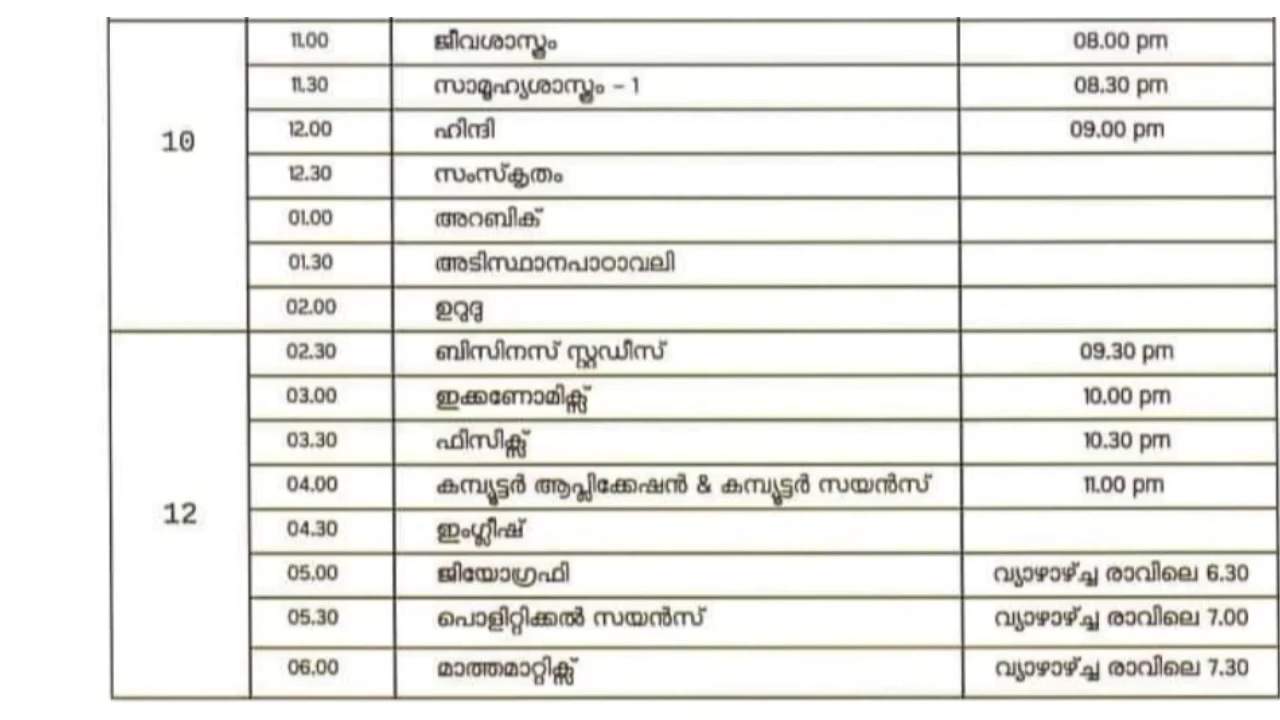 11.00 ജീവശാസ്ത്രം 08.00 pm
11.30 സാമൂഹ്യശാസ്ത്രം - 1 08.30 pm
10 12.00 ഹിന്ദി 09.00 pm
12.30 സംസ്കൃതം
01.00 അറബിക്
01.30 അടിസ്ഥാനപാഠാവലി
02.00 ഉറുദു
02.30 ബിസിനസ് സ്റ്റഡീസ് 09.30 pm
03.00 ഇക്കണോമിക്സ് 10.00 pm
03.30 ഫിസിക്സ് 10.30 pm
04.00 കമ്പ്യൂട്ടർ ആപ്ലിക്കേഷൻ & കമ്പ്യൂട്ടർ സയൻസ് 11.00 pm
12 04.30 ഇംഗ്ലീഷ്
05.00 ജിയോഗ്രഫി വ്യാഴാഴ്ച്ച രാവിലെ 6.30
05.30 പൊളിറ്റിക്കൽ സയൻസ് വ്യാഴാഴ്ച്ച രാവിലെ 7.00
06.00 മാത്തമാറ്റിക്സ് വ്യാഴാഴ്ച്ച രാവിലെ 7.30